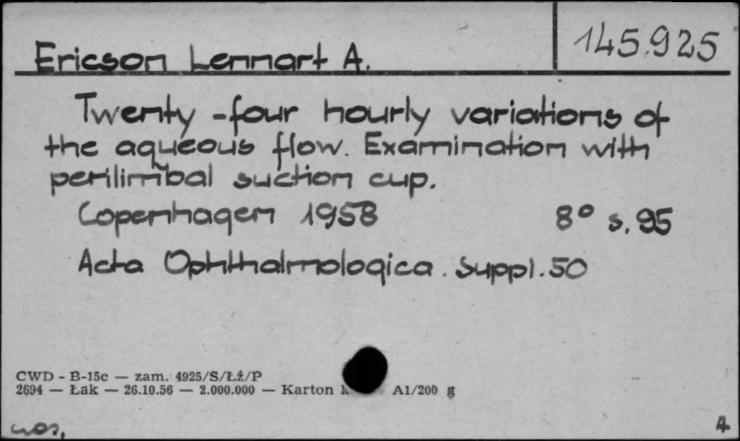 145.925
Ericson Lennart A.
Twenty-four hourly variations of
the aqueous flow. Examination with
perilimbal suction cup.
Copenhagen 1958 8° s. 95
Acta Ophthalmologica. Suppl. 50
CWD - B-15c — zam. 4925/S/Łż/P
2694 — Łak — 26.10.56 — 2.000.000 — Karton A1/200 g
4